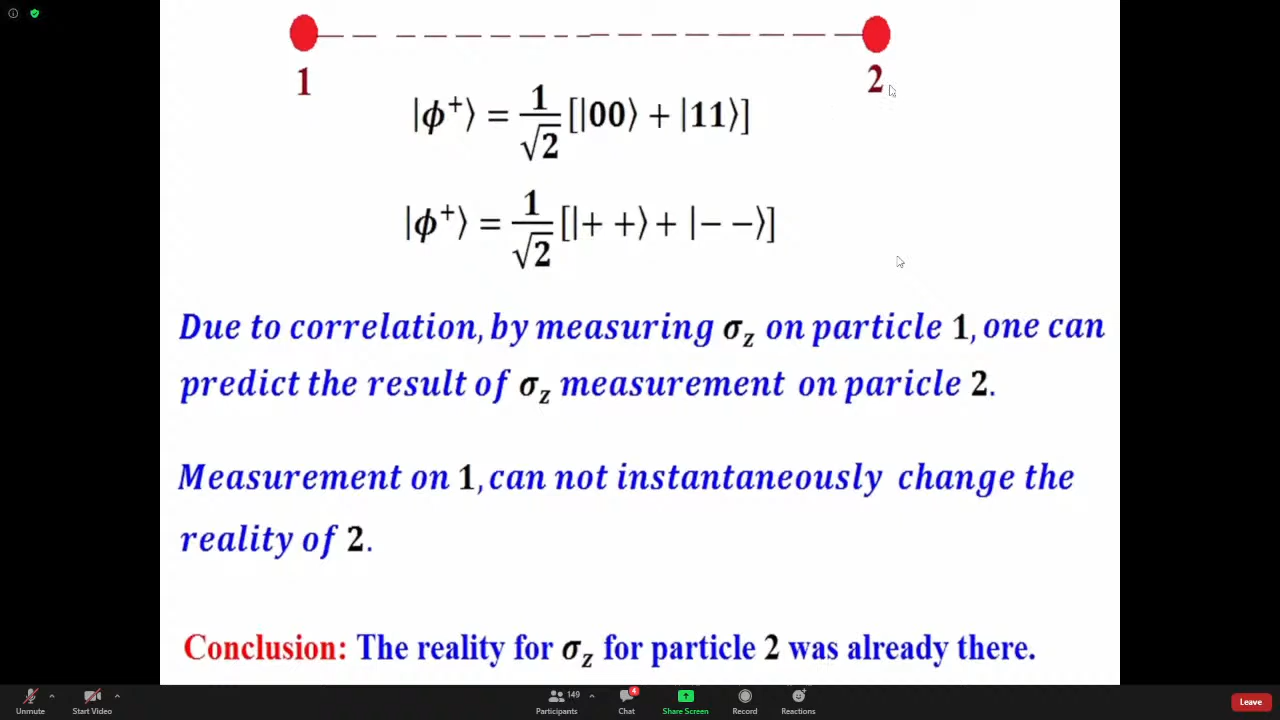 1 2
|ϕ⁺⟩ = 1/√2 [|00⟩ + |11⟩]
|ϕ⁺⟩ = 1/√2 [|+ +⟩ + |− −⟩]
Due to correlation, by measuring σz on particle 1, one can
predict the result of σz measurement on paricle 2.
Measurement on 1, can not instantaneously change the
reality of 2.
Conclusion: The reality for σz for particle 2 was already there.
149 4
Unmute Start Video Participants Chat Share Screen Record Reactions Leave